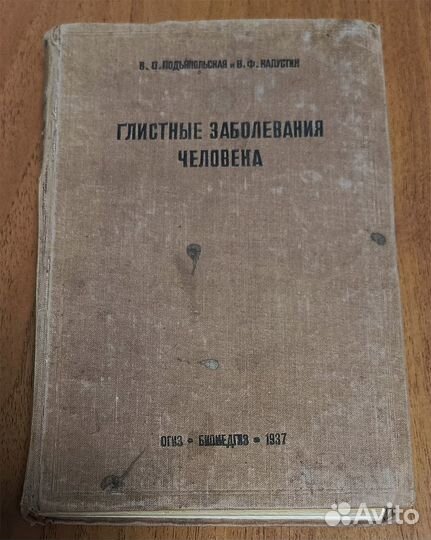 В. П. ПОДЪЯПОЛЬСКАЯ и В. Ф. КАПУСТИН
ГЛИСТНЫЕ ЗАБОЛЕВАНИЯ
ЧЕЛОВЕКА
ОГИЗ • БИОМЕДГИЗ • 1937
Avito